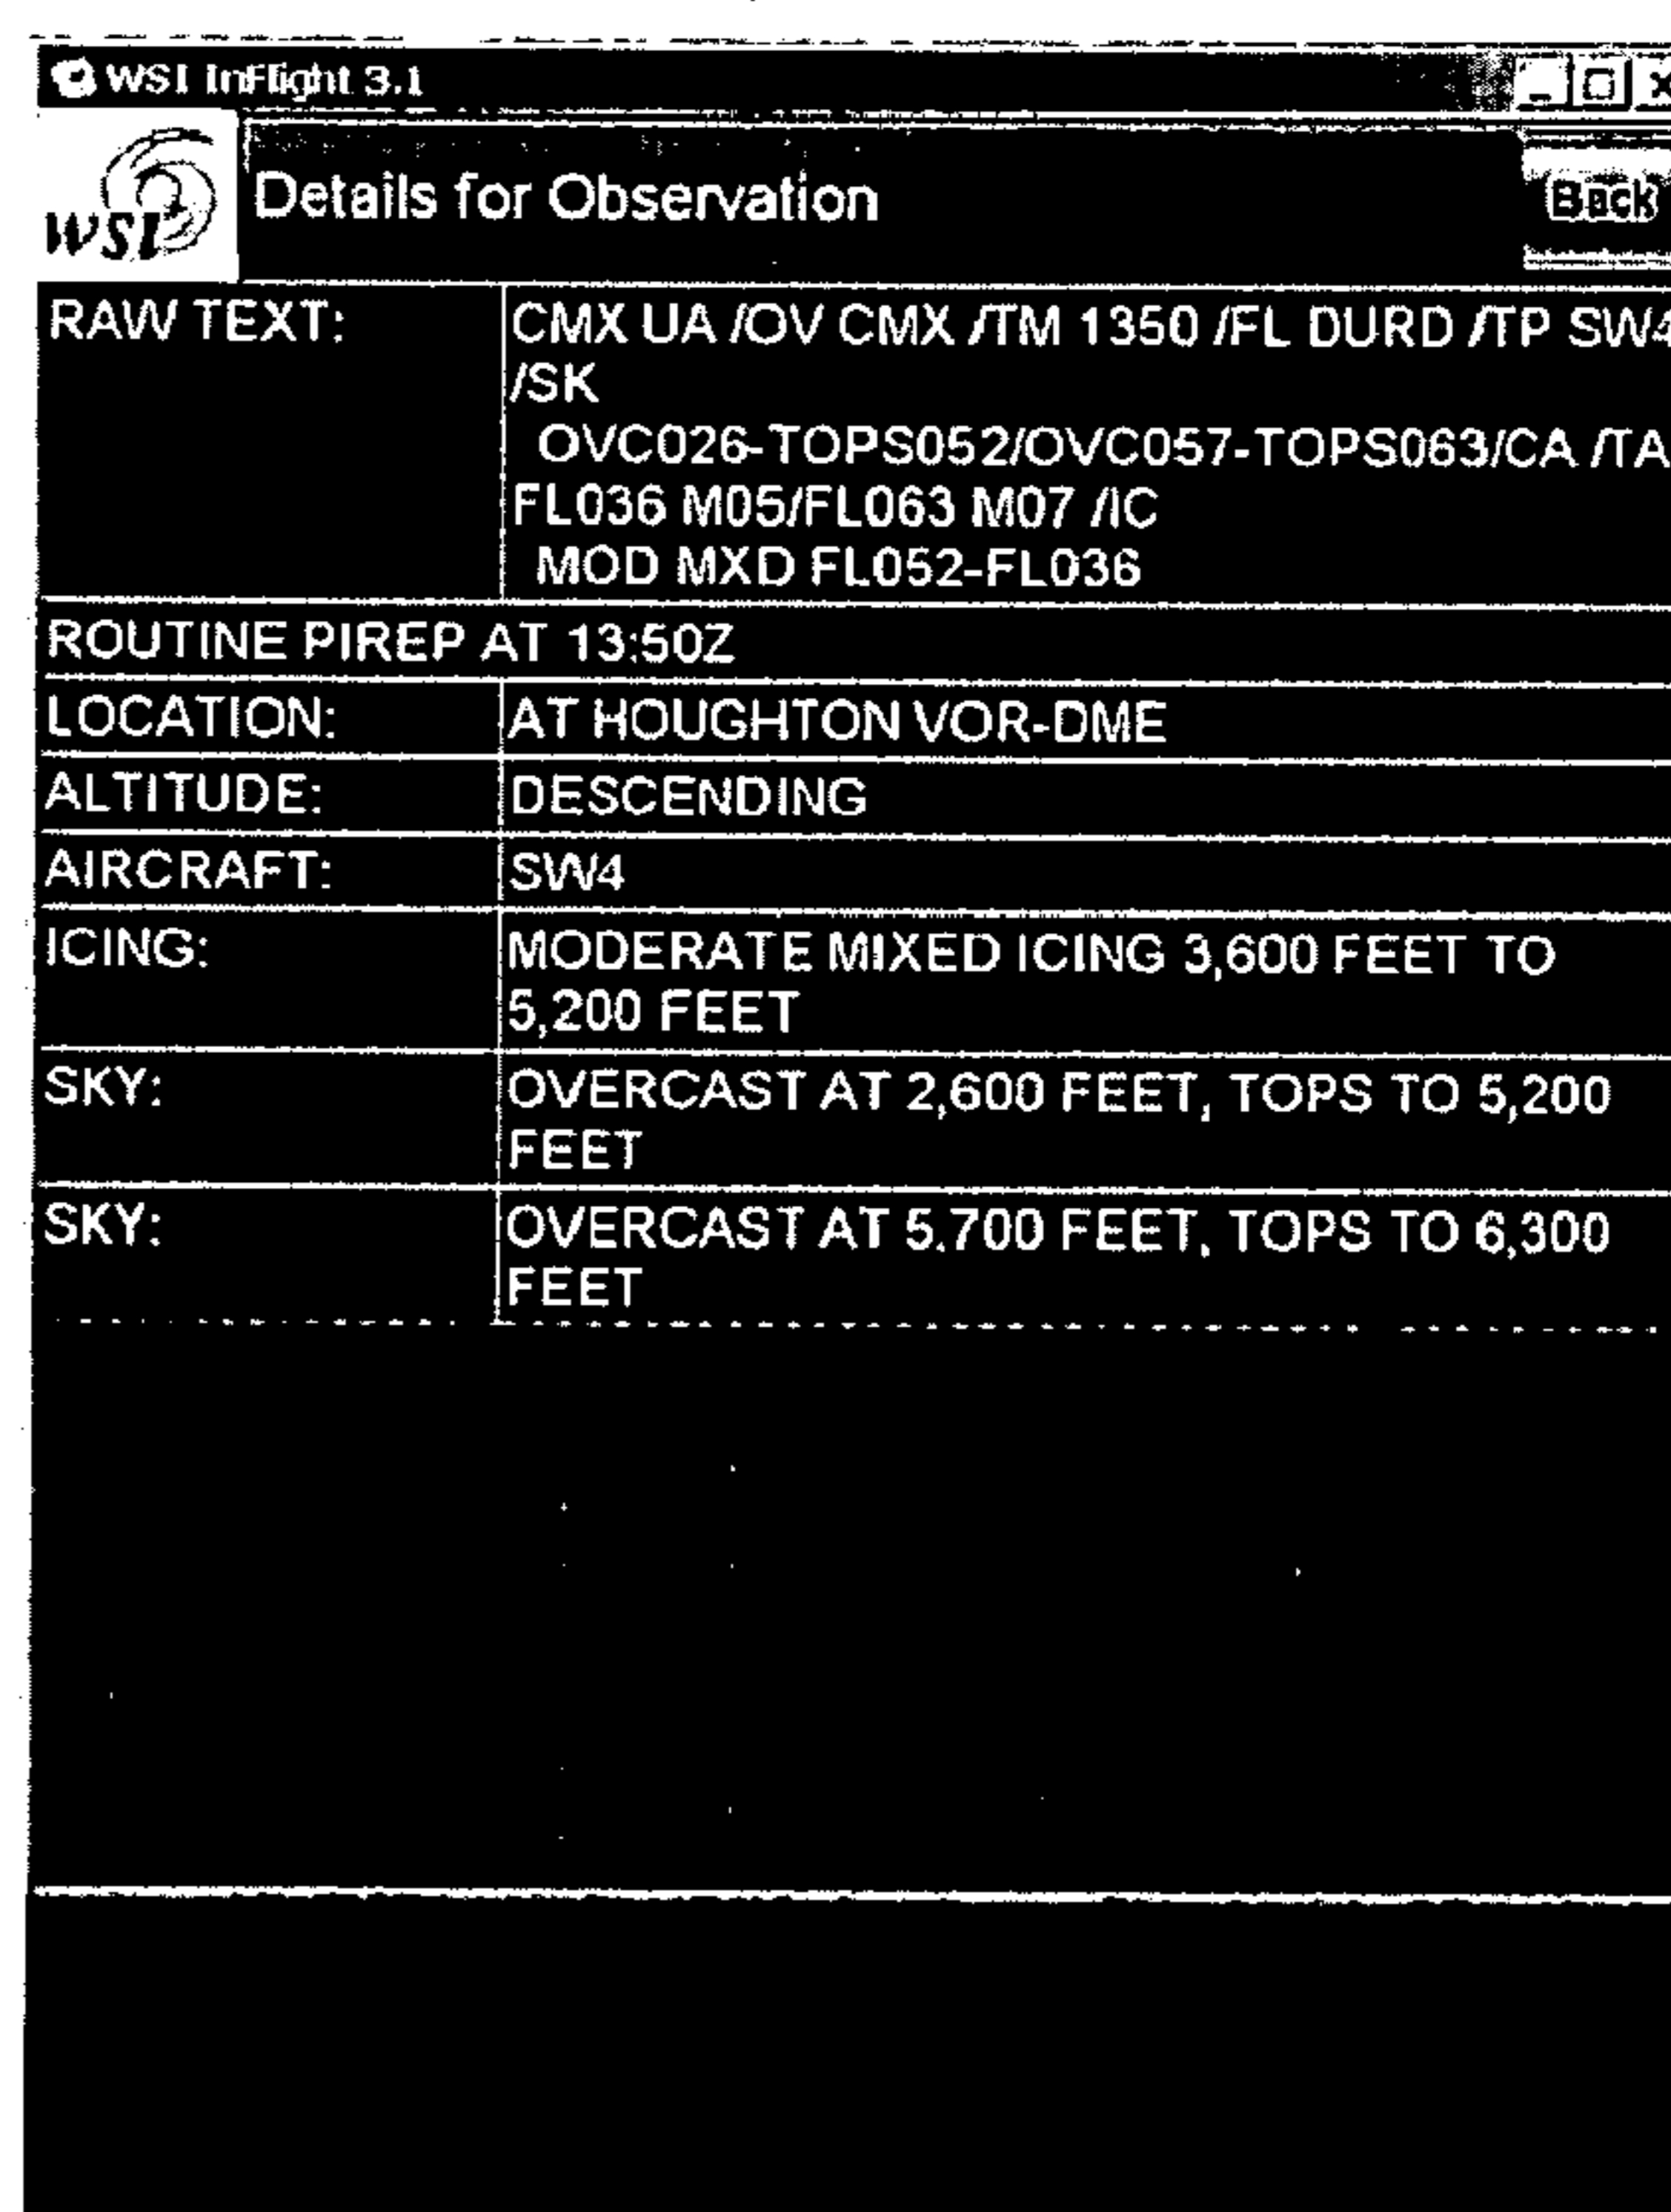 WSI InFlight 3.1
WSI
Details for Observation
Back
RAW TEXT:
CMX UA /OV CMX /TM 1350 /FL DURD /TP SW4
/SK
OVC026-TOPS052/OVC057-TOPS063/CA /TA
FL036 M05/FL063 M07 /IC
MOD MXD FL052-FL036
ROUTINE PIREP AT 13:50Z
LOCATION:
AT HOUGHTON VOR-DME
ALTITUDE:
DESCENDING
AIRCRAFT:
SW4
ICING:
MODERATE MIXED ICING 3,600 FEET TO
5,200 FEET
SKY:
OVERCAST AT 2,600 FEET, TOPS TO 5,200
FEET
SKY:
OVERCAST AT 5,700 FEET, TOPS TO 6,300
FEET